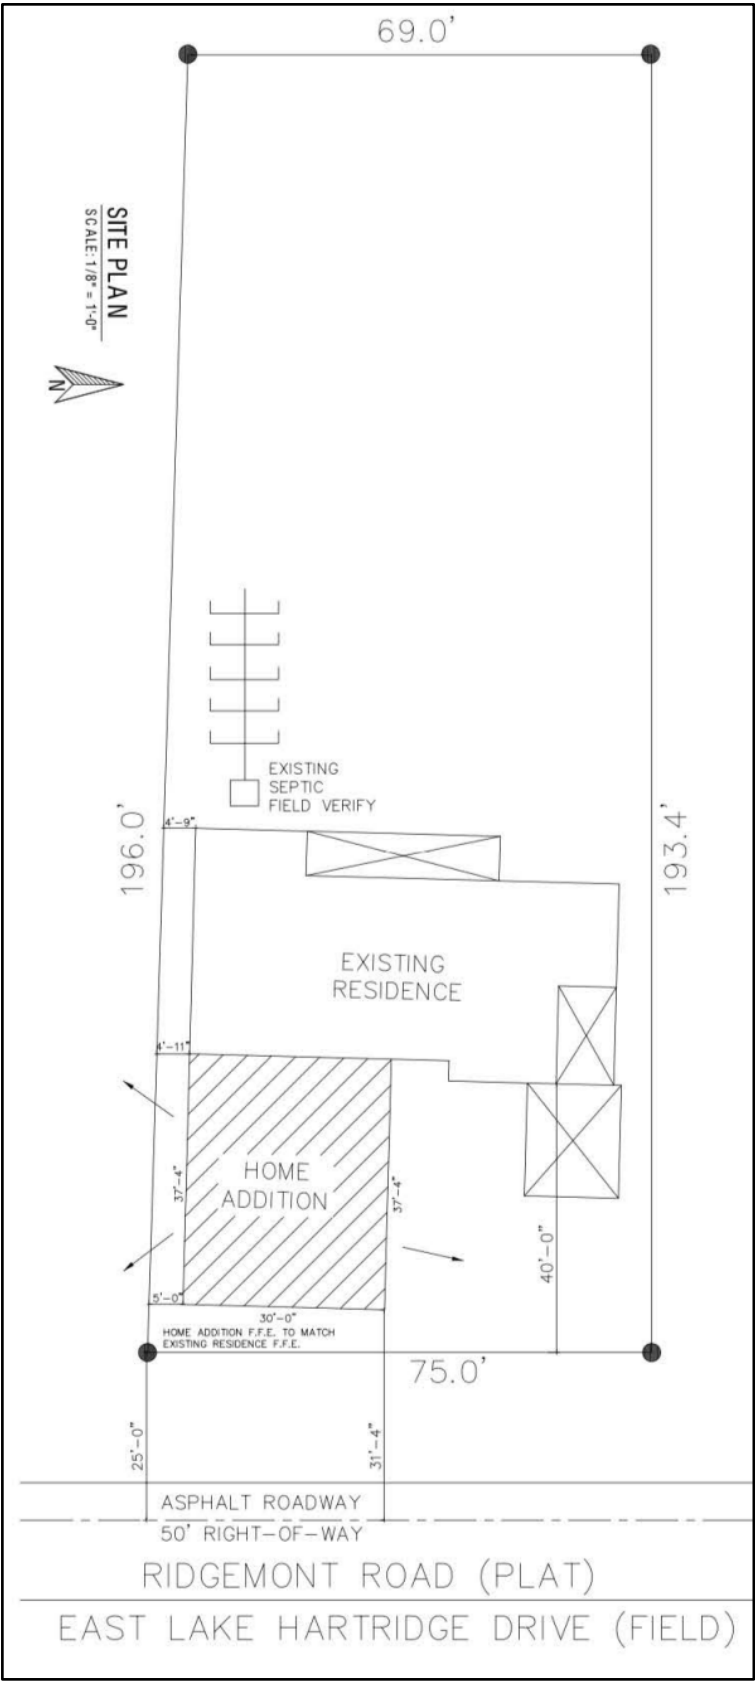 69.0'
SITE PLAN
SCALE: 1/8" = 1'-0"
N
EXISTING
SEPTIC
FIELD VERIFY
196.0'
4'-9"
193.4'
EXISTING
RESIDENCE
4'-11"
HOME
ADDITION
37'-4"
37'-4"
40'-0"
5'-0"
30'-0"
HOME ADDITION F.F.E. TO MATCH
EXISTING RESIDENCE F.F.E.
75.0'
25'-0"
31'-4"
ASPHALT ROADWAY
50' RIGHT-OF-WAY
RIDGEMONT ROAD (PLAT)
EAST LAKE HARTRIDGE DRIVE (FIELD)